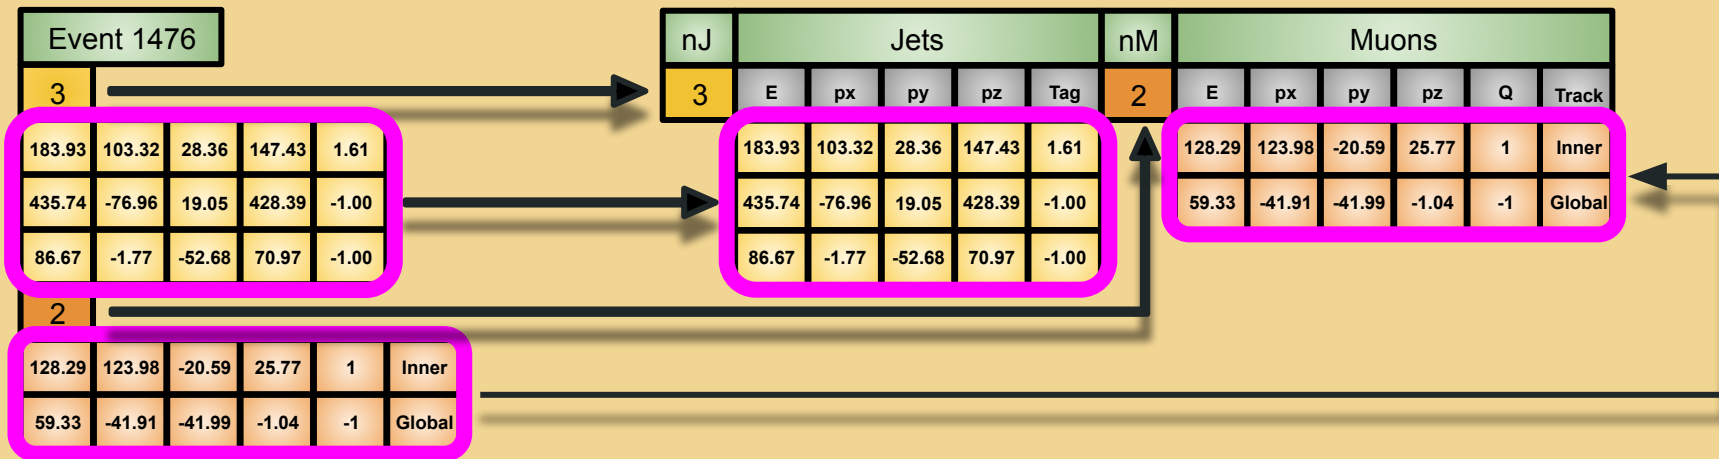 Event 1476
3
183.93 103.32 28.36 147.43 1.61
435.74 -76.96 19.05 428.39 -1.00
86.67 -1.77 -52.68 70.97 -1.00
2
128.29 123.98 -20.59 25.77 1 Inner
59.33 -41.91 -41.99 -1.04 -1 Global
nJ Jets nM Muons
3 E px py pz Tag 2 E px py pz Q Track
183.93 103.32 28.36 147.43 1.61 128.29 123.98 -20.59 25.77 1 Inner
435.74 -76.96 19.05 428.39 -1.00 59.33 -41.91 -41.99 -1.04 -1 Global
86.67 -1.77 -52.68 70.97 -1.00